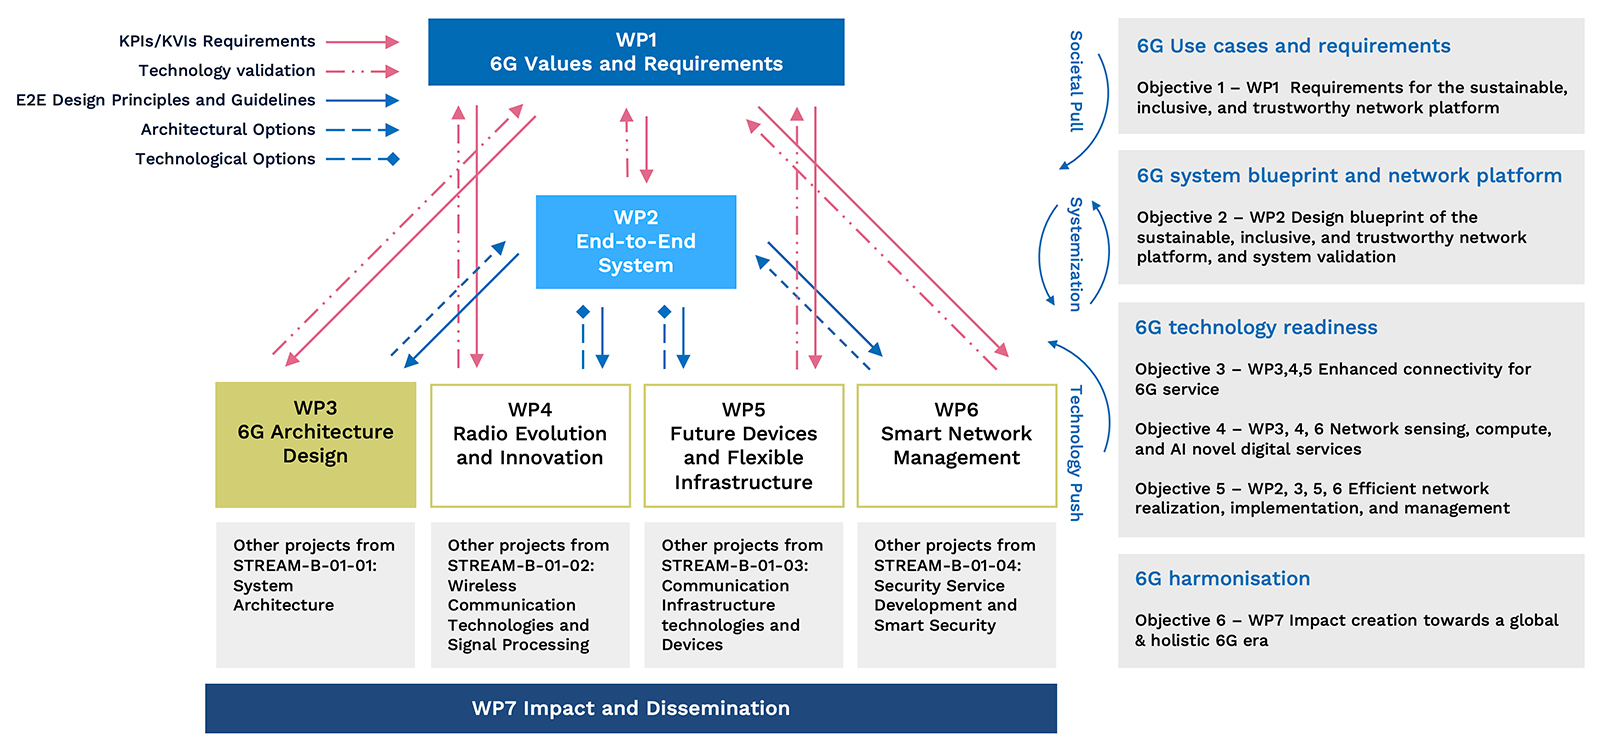 KPIs/KVIs Requirements
Technology validation
E2E Design Principles and Guidelines
Architectural Options
Technological Options
WP1
6G Values and Requirements
WP2
End-to-End
System
WP3
6G Architecture
Design
WP4
Radio Evolution
and Innovation
WP5
Future Devices
and Flexible
Infrastructure
WP6
Smart Network
Management
Other projects from
STREAM-B-01-01:
System
Architecture
Other projects from
STREAM-B-01-02:
Wireless
Communication
Technologies and
Signal Processing
Other projects from
STREAM-B-01-03:
Communication
Infrastructure
technologies and
Devices
Other projects from
STREAM-B-01-04:
Security Service
Development and
Smart Security
WP7 Impact and Dissemination
Societal Pull
Systemization
Technology Push
6G Use cases and requirements
Objective 1 – WP1 Requirements for the sustainable,
inclusive, and trustworthy network platform
6G system blueprint and network platform
Objective 2 – WP2 Design blueprint of the
sustainable, inclusive, and trustworthy network
platform, and system validation
6G technology readiness
Objective 3 – WP3,4,5 Enhanced connectivity for
6G service
Objective 4 – WP3, 4, 6 Network sensing, compute,
and AI novel digital services
Objective 5 – WP2, 3, 5, 6 Efficient network
realization, implementation, and management
6G harmonisation
Objective 6 – WP7 Impact creation towards a global
& holistic 6G era